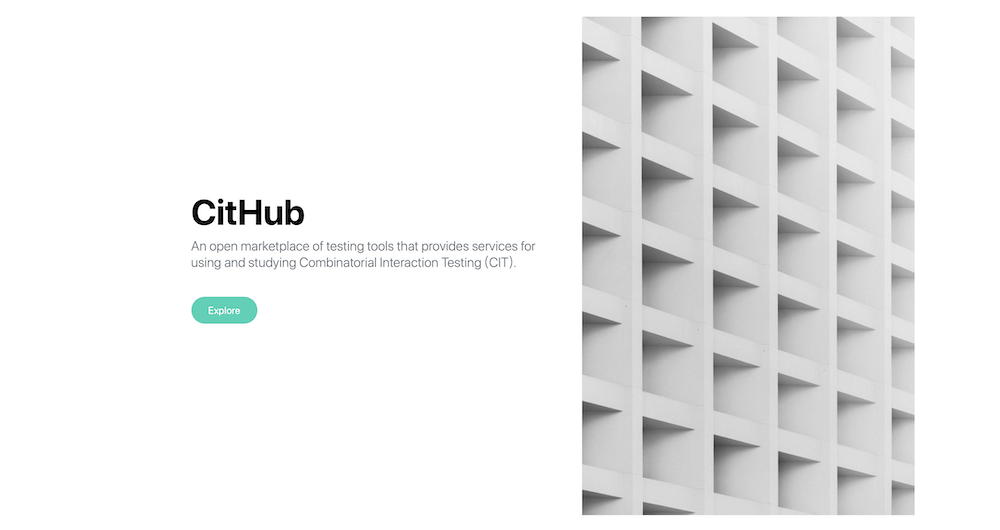 CitHub
An open marketplace of testing tools that provides services for
using and studying Combinatorial Interaction Testing (CIT).
Explore